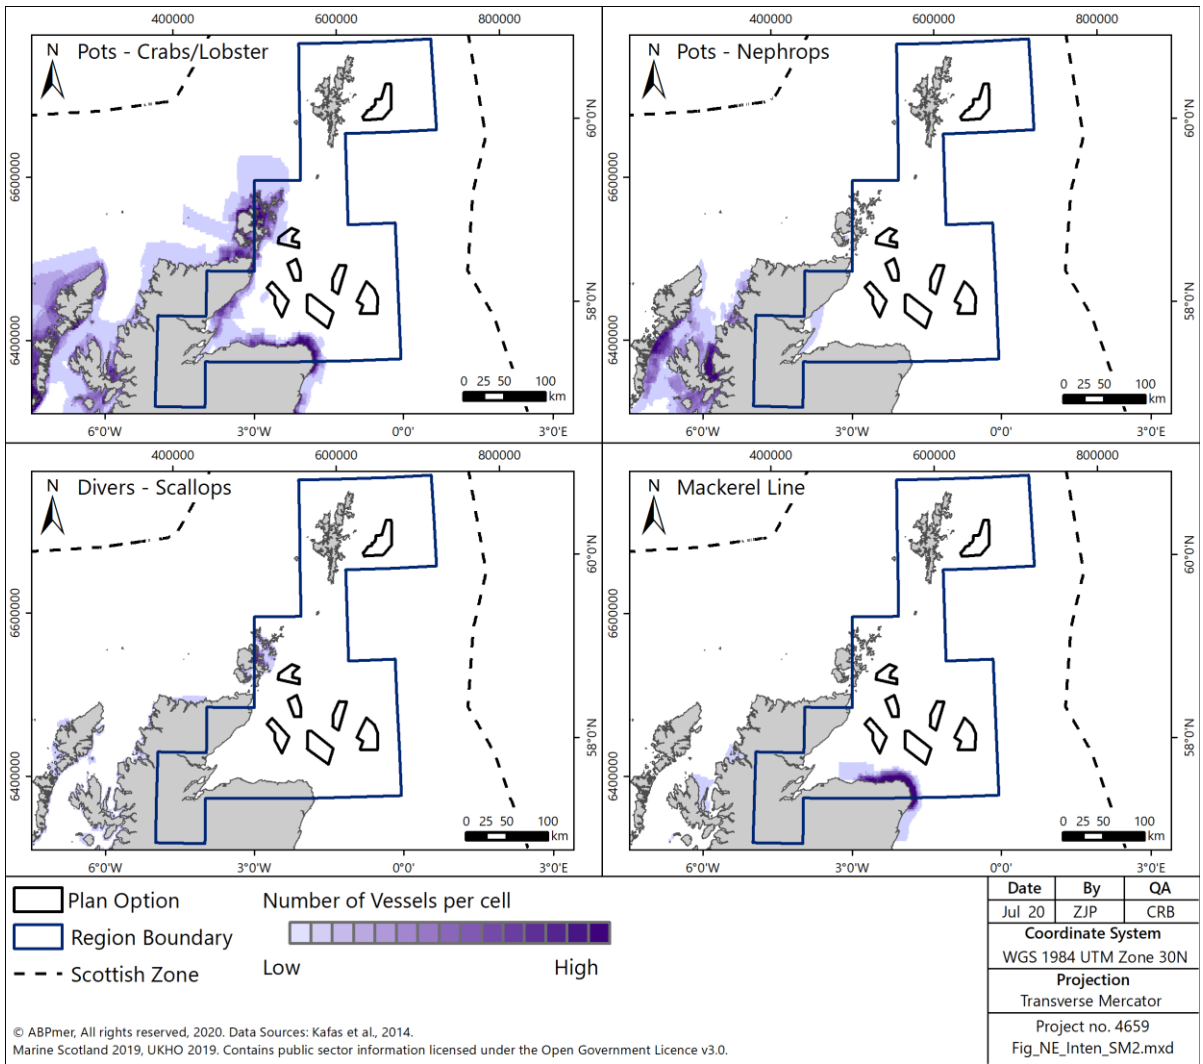 400000 600000 800000
400000 600000 800000
N
Pots - Crabs/Lobster
N
Pots - Nephrops
60°0'N
60°0'N
6600000
6600000
58°0'N
58°0'N
6400000
6400000
0 25 50 100
km
0 25 50 100
km
6°0'W 3°0'W 0°0' 3°0'E
6°0'W 3°0'W 0°0' 3°0'E
400000 600000 800000
400000 600000 800000
N
Divers - Scallops
N
Mackerel Line
60°0'N
60°0'N
6600000
6600000
58°0'N
58°0'N
6400000
6400000
0 25 50 100
km
0 25 50 100
km
6°0'W 3°0'W 0°0' 3°0'E
6°0'W 3°0'W 0°0' 3°0'E
Plan Option
Region Boundary
Scottish Zone
Number of Vessels per cell
Low High
Date By QA
Jul 20 ZJP CRB
Coordinate System
WGS 1984 UTM Zone 30N
Projection
Transverse Mercator
Project no. 4659
Fig_NE_Inten_SM2.mxd
© ABPmer, All rights reserved, 2020. Data Sources: Kafas et al., 2014.
Marine Scotland 2019, UKHO 2019. Contains public sector information licensed under the Open Government Licence v3.0.